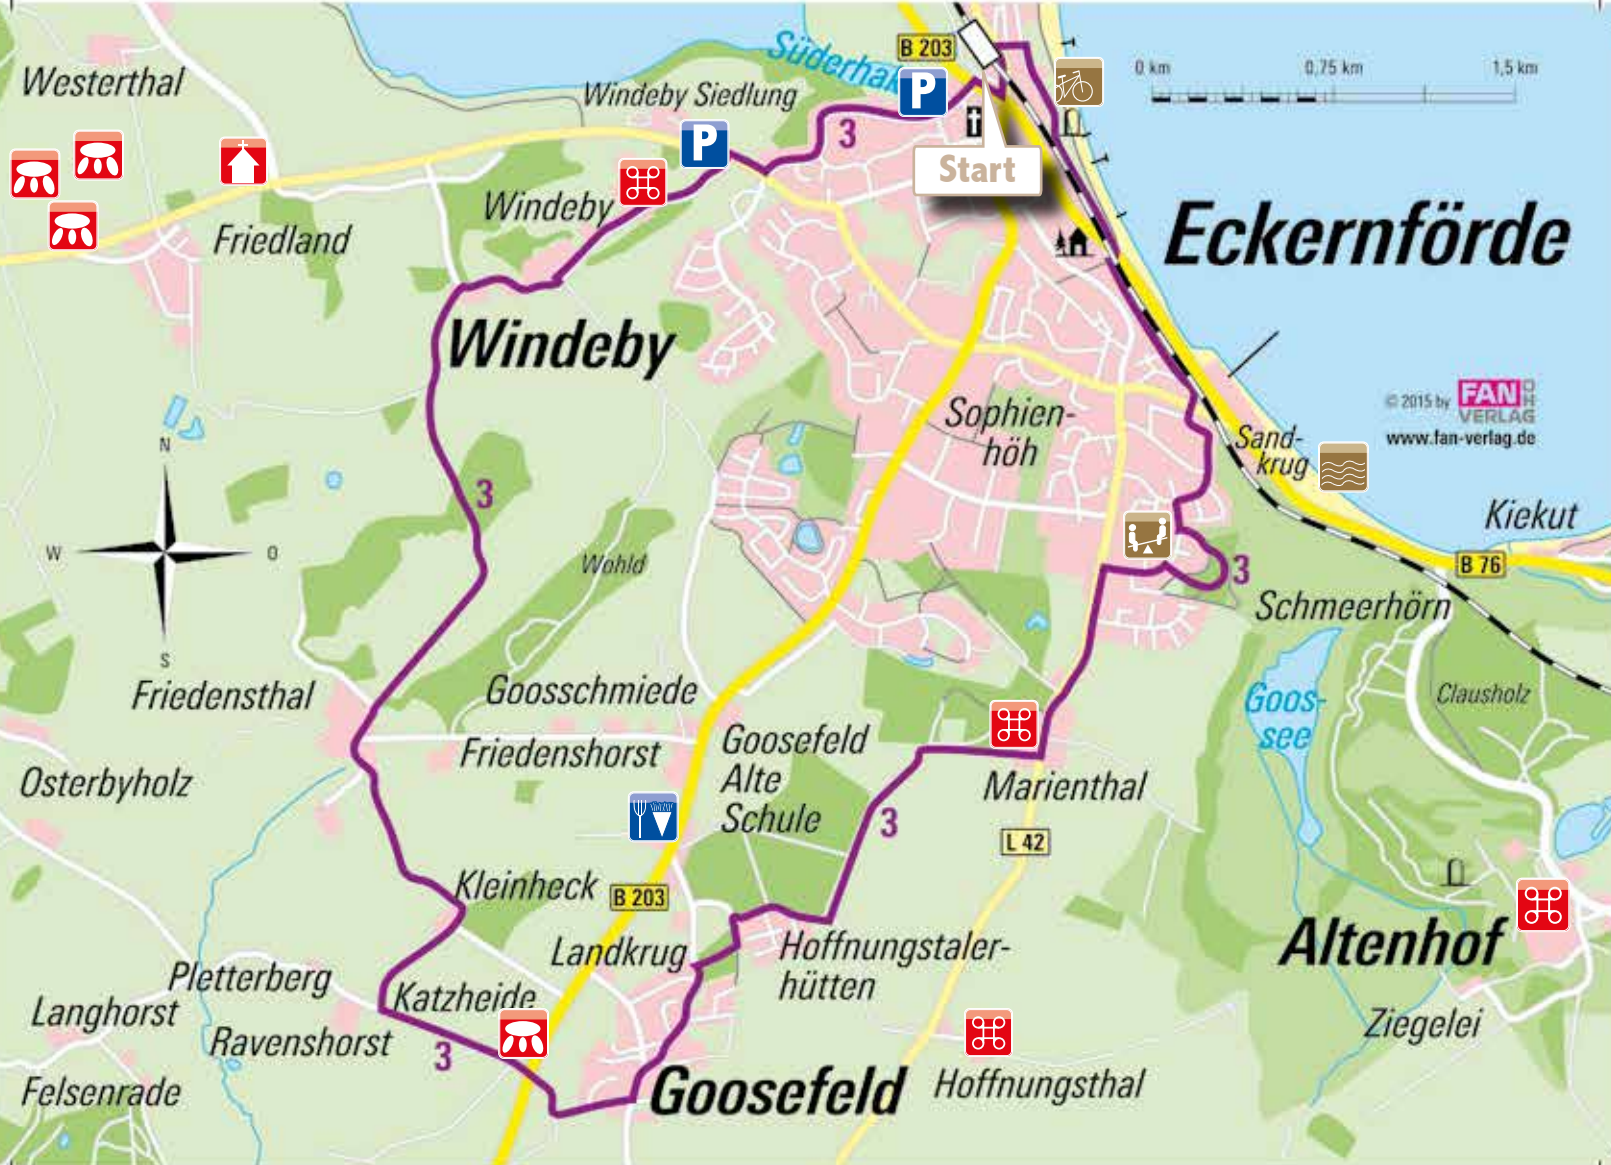 B 203
Süderhak
0 km
0,75 km
1,5 km
Westerthal
Windeby Siedlung
P
P
3
Start
Windeby
Friedland
Eckernförde
Windeby
© 2015 by
FAN
VERLAG
OHG
www.fan-verlag.de
Sophien-
höh
Sand-
krug
N
W
O
S
3
Kiekut
Wohld
3
B 76
Schmeerhörn
Friedensthal
Goosschmiede
Goos-
see
Clausholz
Friedenshorst
Goosefeld
Alte
Schule
Osterbyholz
Marienthal
3
L 42
Kleinheck
B 203
Landkrug
Hoffnungstaler-
hütten
Altenhof
Pletterberg
Katzheide
Langhorst
Ravenshorst
3
Ziegelei
Felsenrade
Goosefeld
Hoffnungsthal